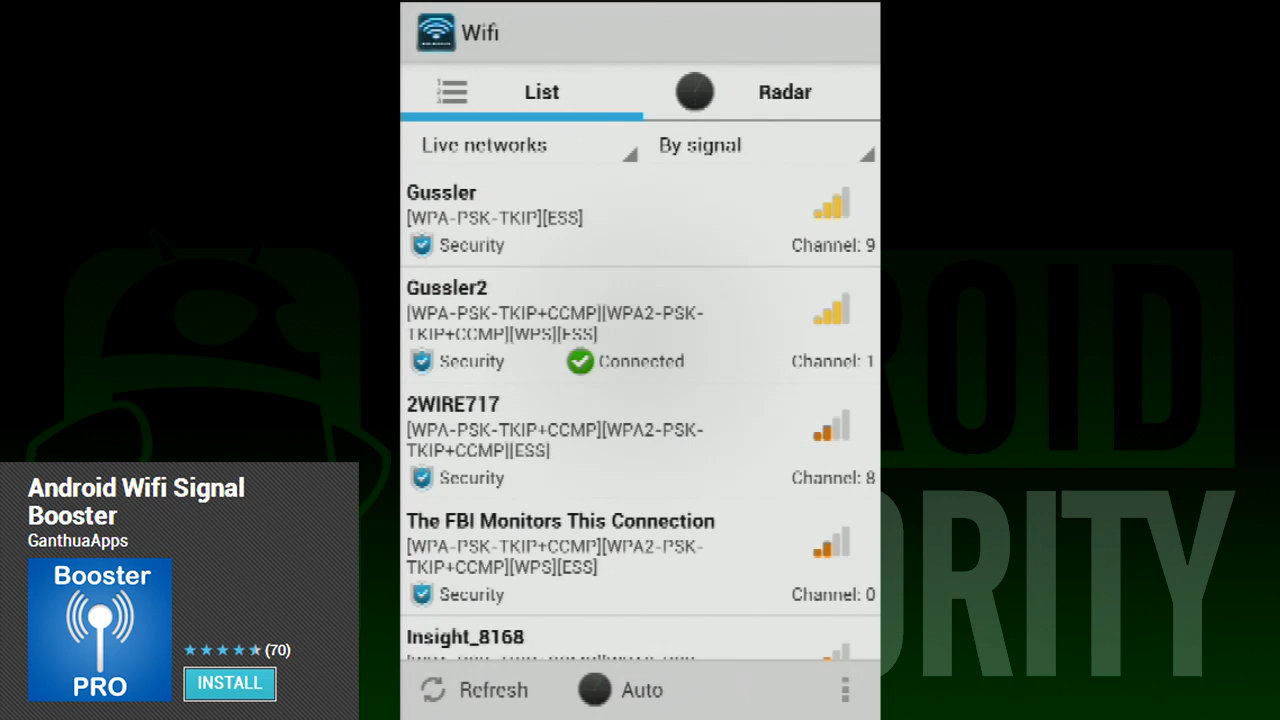 Wifi
List
Radar
Live networks
By signal
Gussler
[WPA-PSK-TKIP][ESS]
Security
Channel: 9
Gussler2
[WPA-PSK-TKIP+CCMP][WPA2-PSK-
TKIP+CCMP][WPS][ESS]
Security
Connected
Channel: 1
2WIRE717
[WPA-PSK-TKIP+CCMP][WPA2-PSK-
TKIP+CCMP][ESS]
Security
Channel: 8
The FBI Monitors This Connection
[WPA-PSK-TKIP+CCMP][WPA2-PSK-
TKIP+CCMP][WPS][ESS]
Security
Channel: 0
Insight_8168
Refresh
Auto
Android Wifi Signal
Booster
GanthuaApps
Booster
PRO
(70)
INSTALL
ROID
ORITY